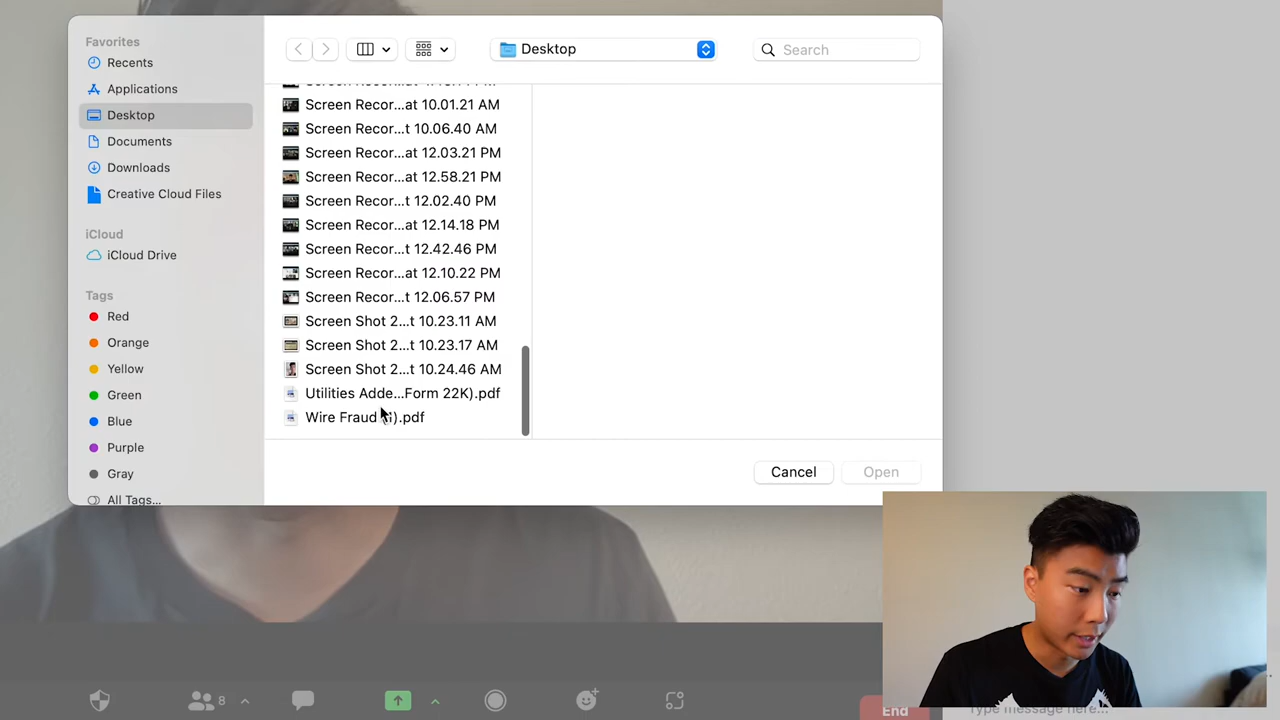 Favorites
Recents
Applications
Desktop
Documents
Downloads
Creative Cloud Files
iCloud
iCloud Drive
Tags
Red
Orange
Yellow
Green
Blue
Purple
Gray
All Tags...
Desktop
Search
Screen Recor...at 10.01.21 AM
Screen Recor...t 10.06.40 AM
Screen Recor...at 12.03.21 PM
Screen Recor...at 12.58.21 PM
Screen Recor...t 12.02.40 PM
Screen Recor...at 12.14.18 PM
Screen Recor...t 12.42.46 PM
Screen Recor...at 12.10.22 PM
Screen Recor...t 12.06.57 PM
Screen Shot 2...t 10.23.11 AM
Screen Shot 2...t 10.23.17 AM
Screen Shot 2...t 10.24.46 AM
Utilities Adde...Form 22K).pdf
Wire Fraud ).pdf
Cancel
Open
8
End
Type message here...